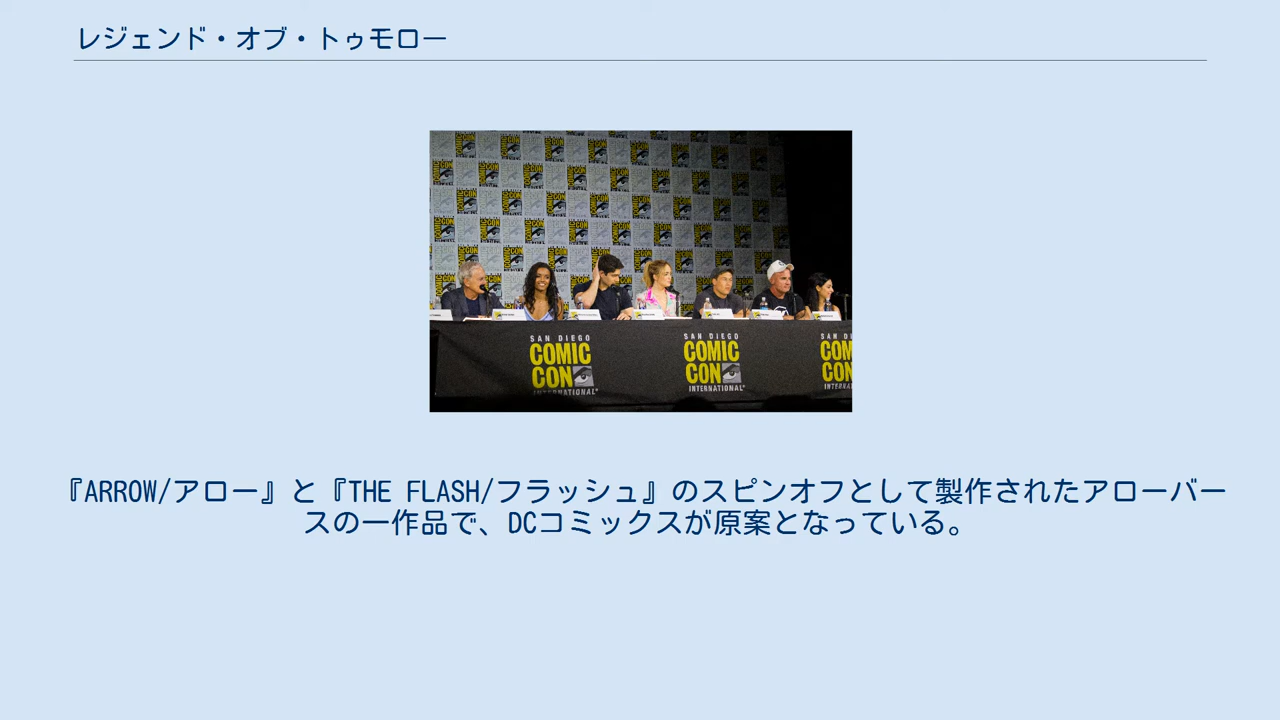 レジェンド・オブ・トゥモロー
SAN DIEGO
COMIC
CON
INTERNATIONAL
SAN DIEGO
COMIC
CON
INTERNATIONAL
『ARROW/アロー』と『THE FLASH/フラッシュ』のスピンオフとして製作されたアローバー
スの一作品で、DCコミックスが原案となっている。